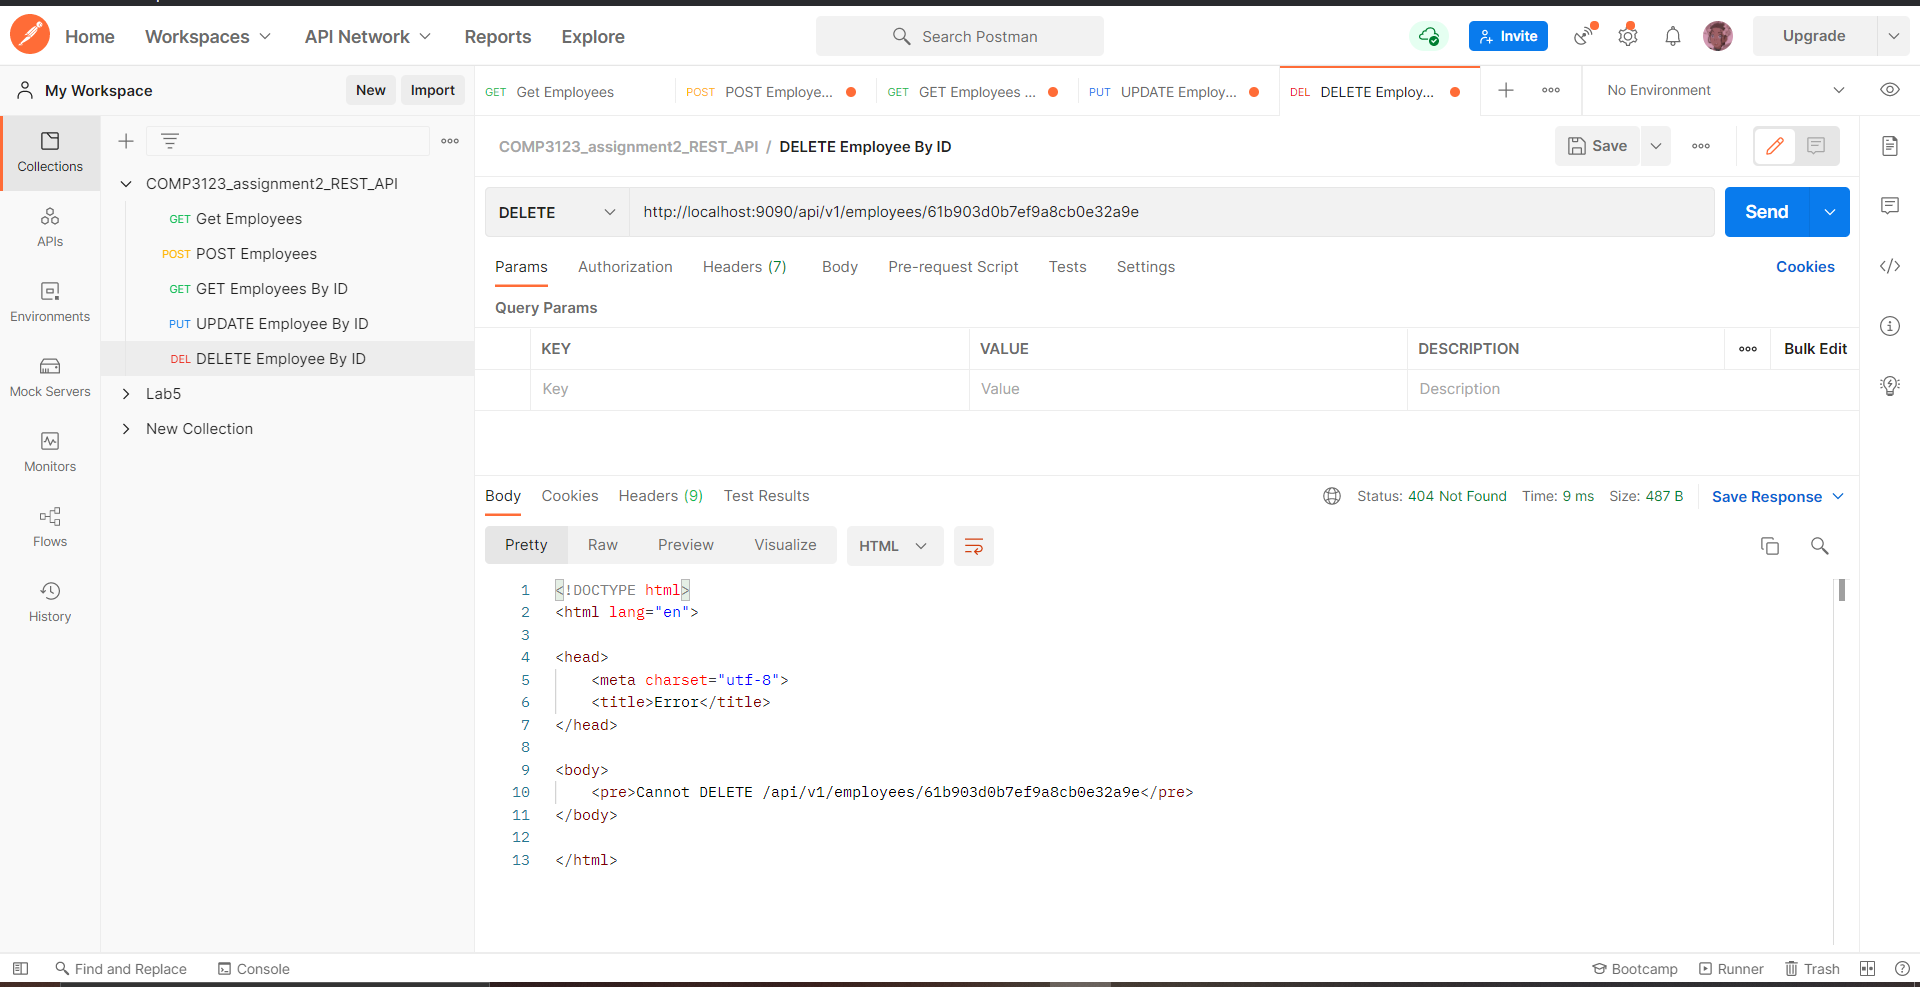 Home Workspaces API Network Reports Explore Search Postman Invite Upgrade
My Workspace New Import
GET Get Employees POST POST Employe... GET GET Employees ... PUT UPDATE Employ... DEL DELETE Employ... No Environment
Collections
APIs
Environments
Mock Servers
Monitors
Flows
History
COMP3123_assignment2_REST_API
GET Get Employees
POST POST Employees
GET GET Employees By ID
PUT UPDATE Employee By ID
DEL DELETE Employee By ID
Lab5
New Collection
COMP3123_assignment2_REST_API / DELETE Employee By ID Save
DELETE http://localhost:9090/api/v1/employees/61b903d0b7ef9a8cb0e32a9e Send
Params Authorization Headers (7) Body Pre-request Script Tests Settings Cookies
Query Params
KEY VALUE DESCRIPTION Bulk Edit
Key Value Description
Body Cookies Headers (9) Test Results Status: 404 Not Found Time: 9 ms Size: 487 B Save Response
Pretty Raw Preview Visualize HTML
1 <!DOCTYPE html>
2 <html lang="en">
3
4 <head>
5 <meta charset="utf-8">
6 <title>Error</title>
7 </head>
8
9 <body>
10 <pre>Cannot DELETE /api/v1/employees/61b903d0b7ef9a8cb0e32a9e</pre>
11 </body>
12
13 </html>
Find and Replace Console Bootcamp Runner Trash